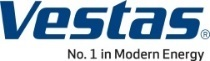 Vestas®
No. 1 in Modern Energy